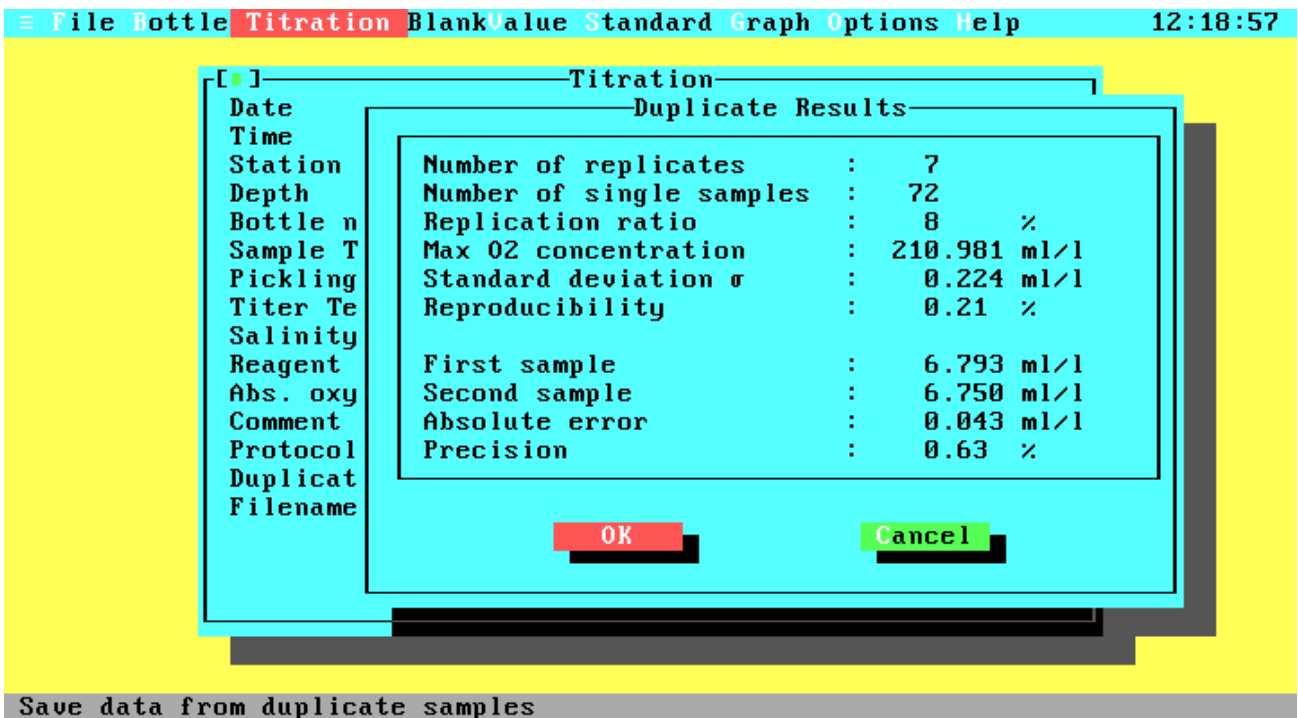 ≡ File Bottle Titration BlankValue Standard Graph Options Help 12:18:57
[■] Titration
Duplicate Results
Date
Time
Station
Depth
Bottle n
Sample T
Pickling
Titer Te
Salinity
Reagent
Abs. oxy
Comment
Protocol
Duplicat
Filename
Number of replicates : 7
Number of single samples : 72
Replication ratio : 8 %
Max O2 concentration : 210.981 ml/l
Standard deviation σ : 0.224 ml/l
Reproducibility : 0.21 %
First sample : 6.793 ml/l
Second sample : 6.750 ml/l
Absolute error : 0.043 ml/l
Precision : 0.63 %
OK Cancel
Save data from duplicate samples